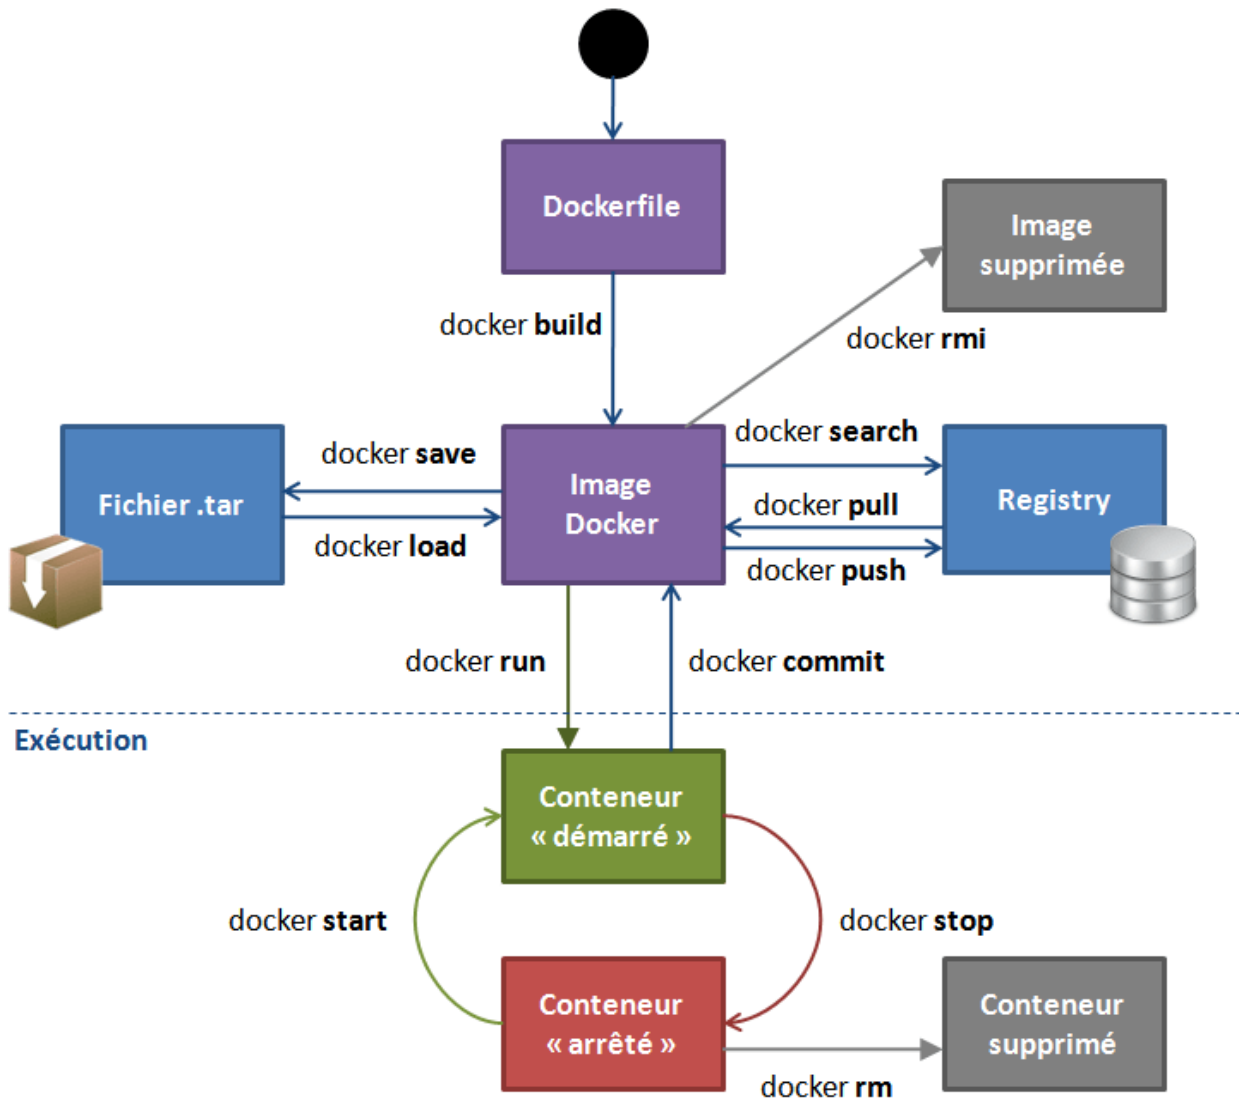 Dockerfile
Image
supprimée
docker build
docker rmi
docker save
docker search
Fichier .tar
Image
Docker
docker pull
Registry
docker load
docker push
docker run
docker commit
Exécution
Conteneur
« démarré »
docker start
docker stop
Conteneur
« arrêté »
Conteneur
supprimé
docker rm